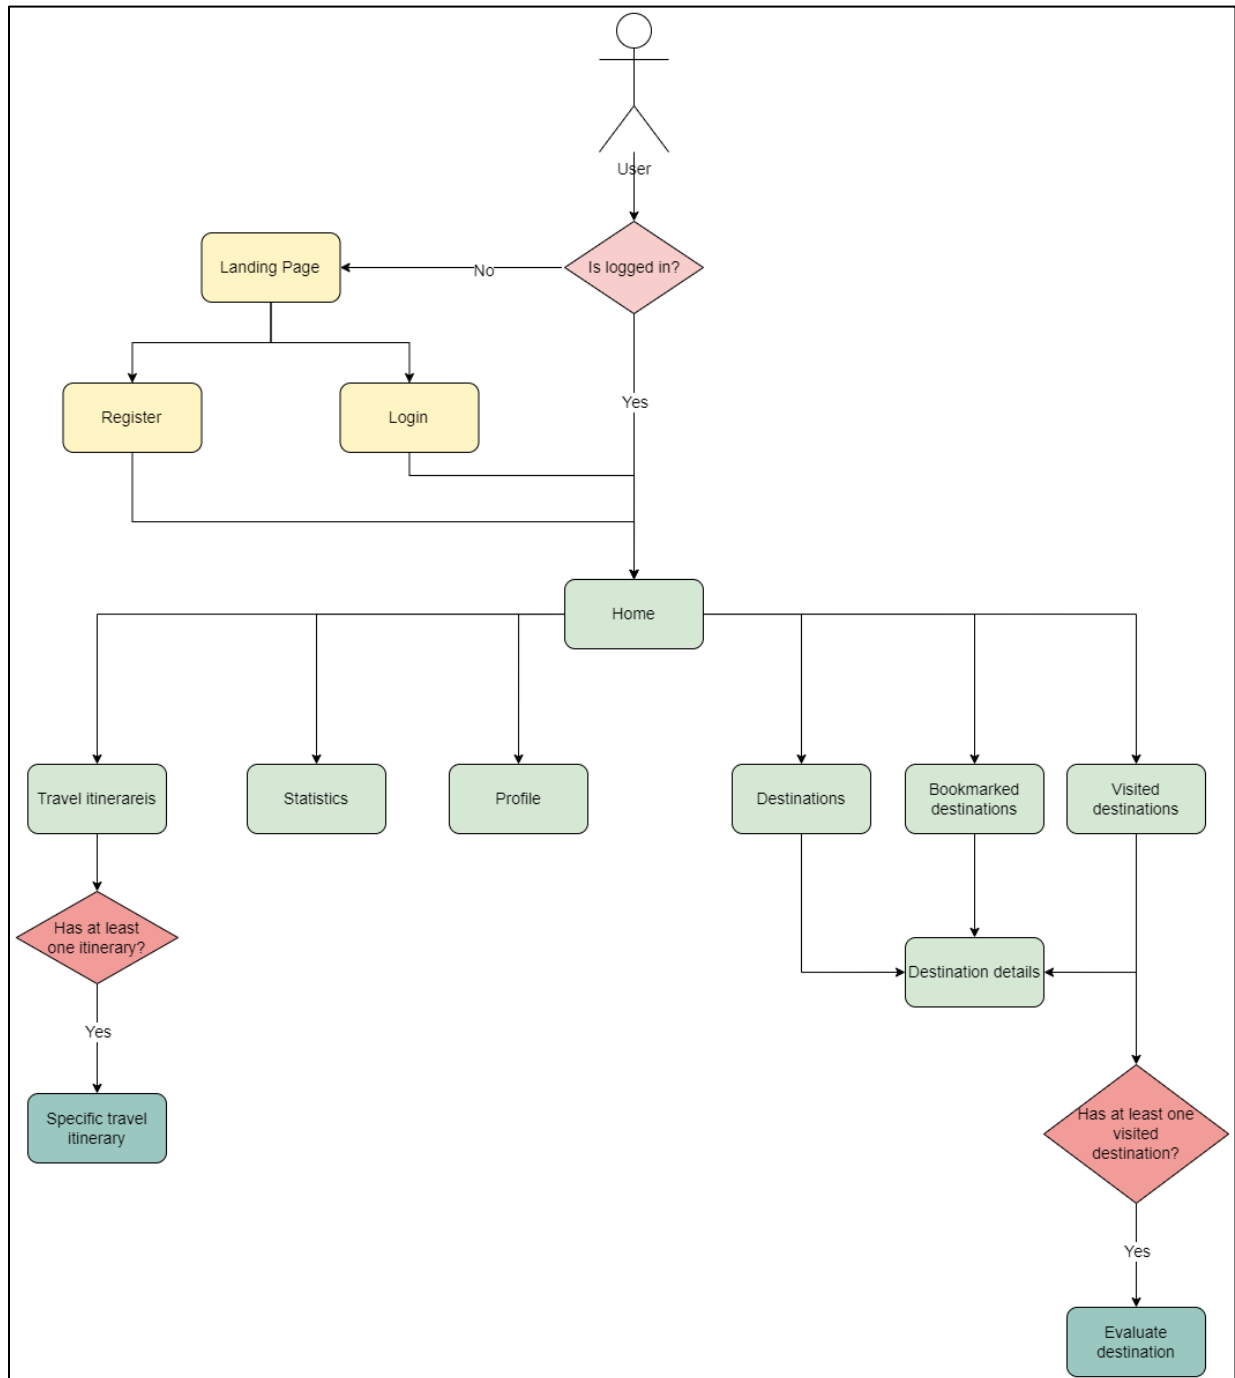 User
Is logged in?
No
Landing Page
Yes
Register
Login
Home
Travel itinerareis
Statistics
Profile
Destinations
Bookmarked
destinations
Visited
destinations
Has at least
one itinerary?
Destination details
Yes
Specific travel
itinerary
Has at least one
visited
destination?
Yes
Evaluate
destination